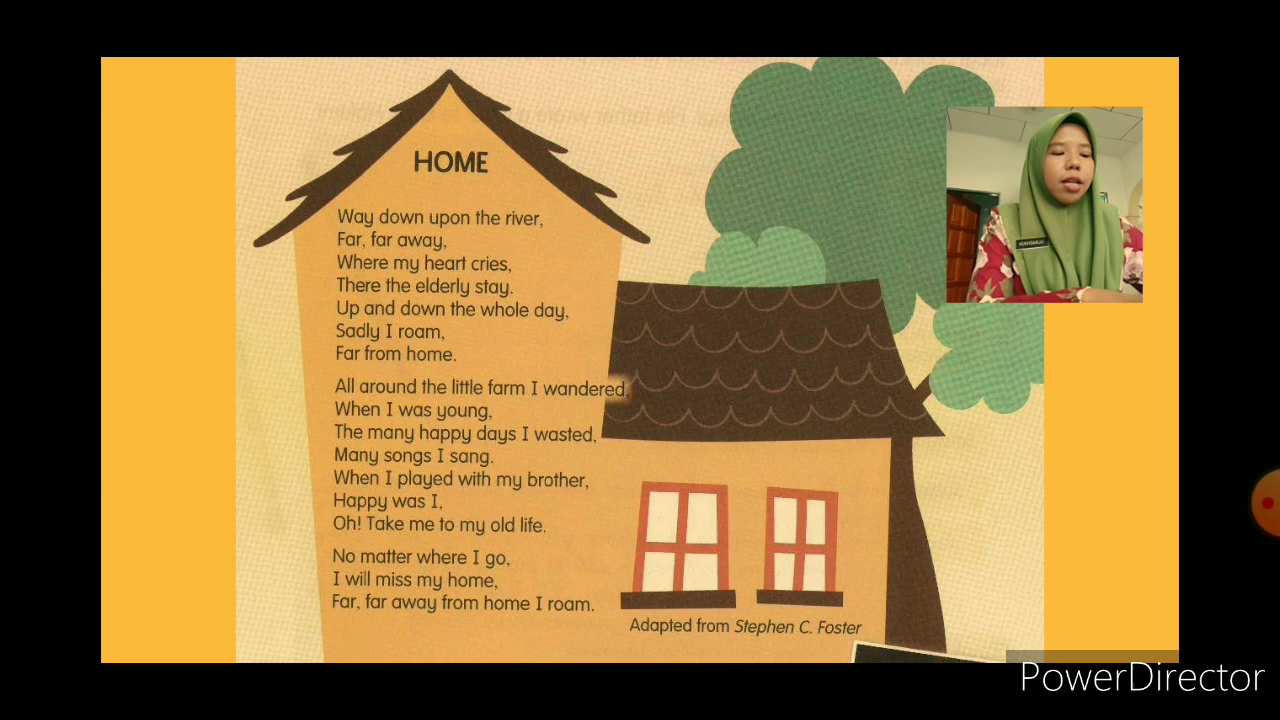 HOME
Way down upon the river,
Far, far away,
Where my heart cries,
There the elderly stay.
Up and down the whole day,
Sadly I roam,
Far from home.
All around the little farm I wandered,
When I was young,
The many happy days I wasted,
Many songs I sang.
When I played with my brother,
Happy was I,
Oh! Take me to my old life.
No matter where I go,
I will miss my home,
Far, far away from home I roam.
Adapted from Stephen C. Foster
PowerDirector